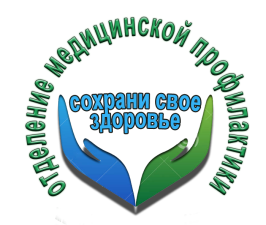 отделение медицинской профилактики
сохрани свое
здоровье